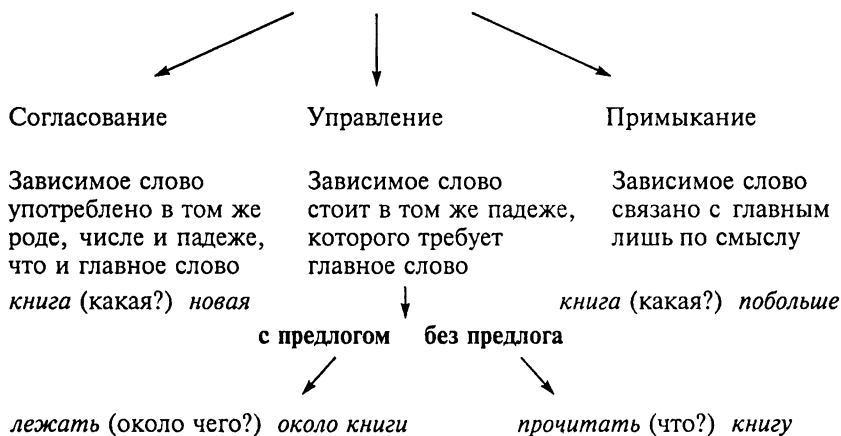 Согласование
Зависимое слово
употреблено в том же
роде, числе и падеже,
что и главное слово
книга (какая?) новая
Управление
Зависимое слово
стоит в том же падеже,
которого требует
главное слово
с предлогом без предлога
лежать (около чего?) около книги
прочитать (что?) книгу
Примыкание
Зависимое слово
связано с главным
лишь по смыслу
книга (какая?) побольше